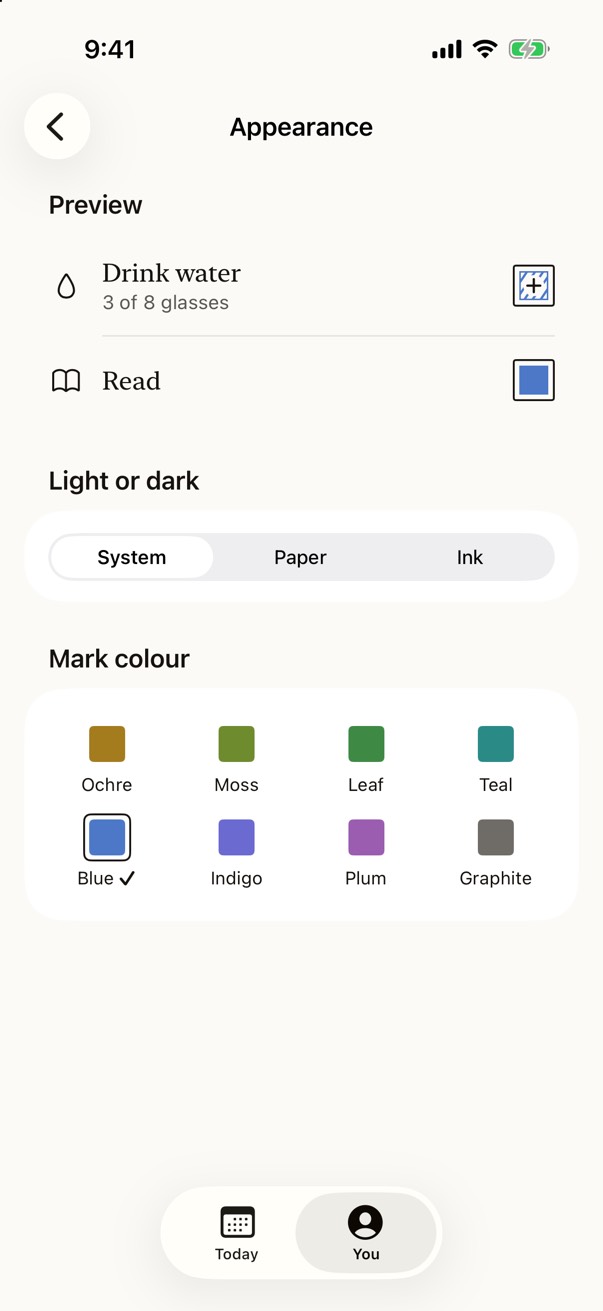 9:41
Appearance
Preview
Drink water
3 of 8 glasses
Read
Light or dark
System Paper Ink
Mark colour
Ochre Moss Leaf Teal
Blue ✓ Indigo Plum Graphite
Today You